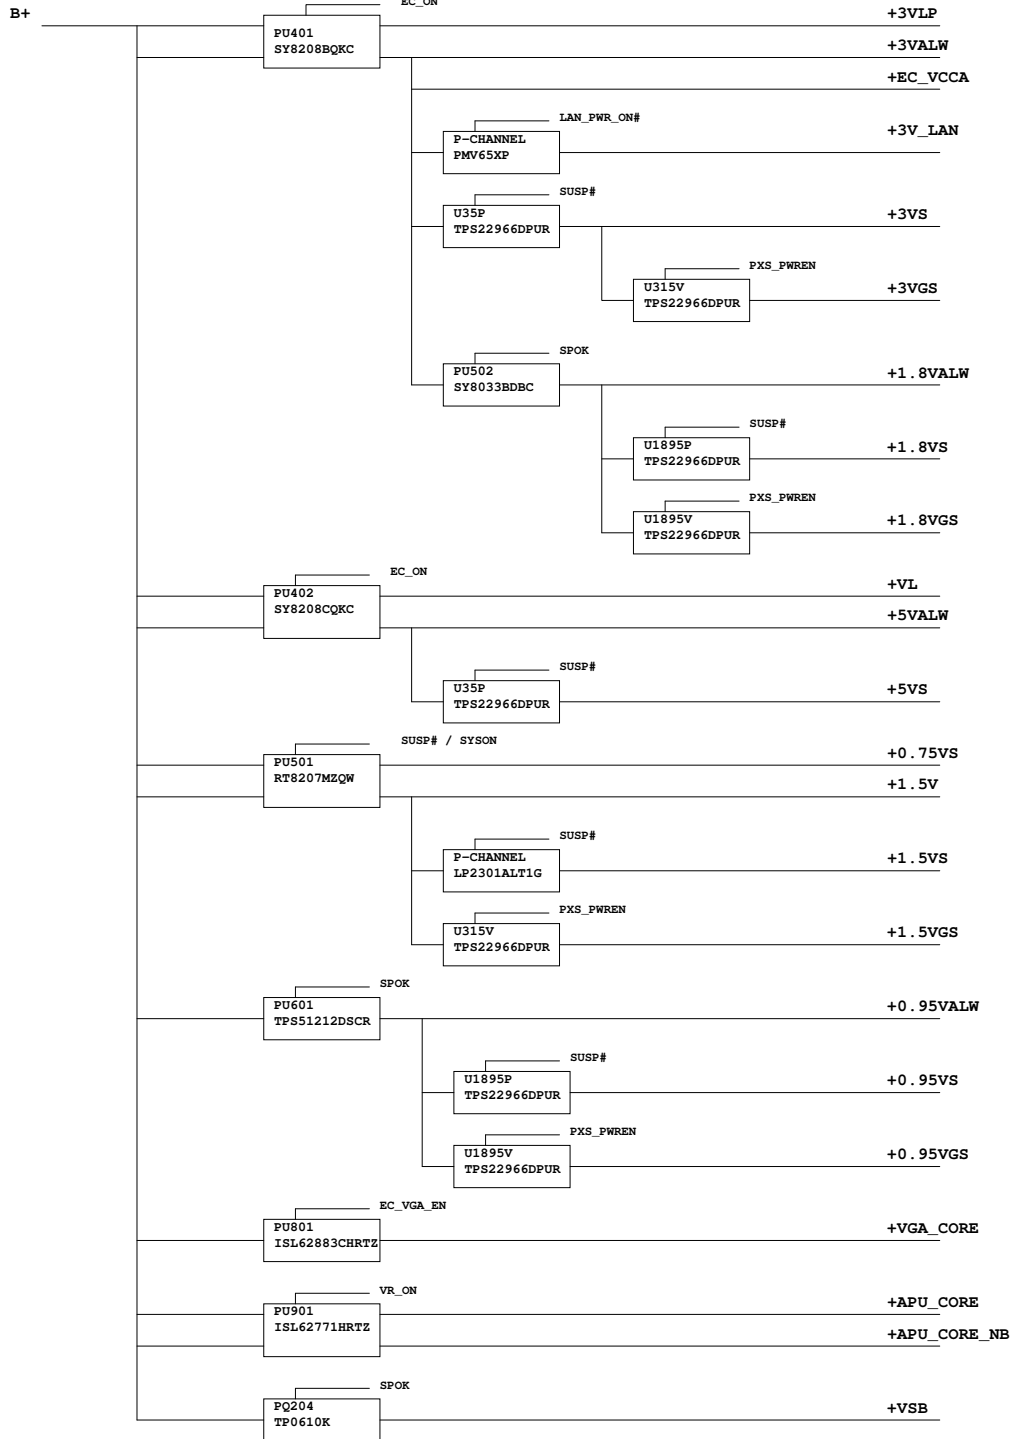 EC_ON
B+
+3VLP
PU401
SY8208BQKC
+3VALW
+EC_VCCA
LAN_PWR_ON#
P-CHANNEL
PMV65XP
+3V_LAN
SUSP#
U35P
TPS22966DPUR
+3VS
PXS_PWREN
U315V
TPS22966DPUR
+3VGS
SPOK
PU502
SY8033BDBC
+1.8VALW
SUSP#
U1895P
TPS22966DPUR
+1.8VS
PXS_PWREN
U1895V
TPS22966DPUR
+1.8VGS
EC_ON
PU402
SY8208CQKC
+VL
+5VALW
SUSP#
U35P
TPS22966DPUR
+5VS
SUSP# / SYSON
PU501
RT8207MZQW
+0.75VS
+1.5V
SUSP#
P-CHANNEL
LP2301ALT1G
+1.5VS
PXS_PWREN
U315V
TPS22966DPUR
+1.5VGS
SPOK
PU601
TPS51212DSCR
+0.95VALW
SUSP#
U1895P
TPS22966DPUR
+0.95VS
PXS_PWREN
U1895V
TPS22966DPUR
+0.95VGS
EC_VGA_EN
PU801
ISL62883CHRTZ
+VGA_CORE
VR_ON
PU901
ISL62771HRTZ
+APU_CORE
+APU_CORE_NB
SPOK
PQ204
TP0610K
+VSB